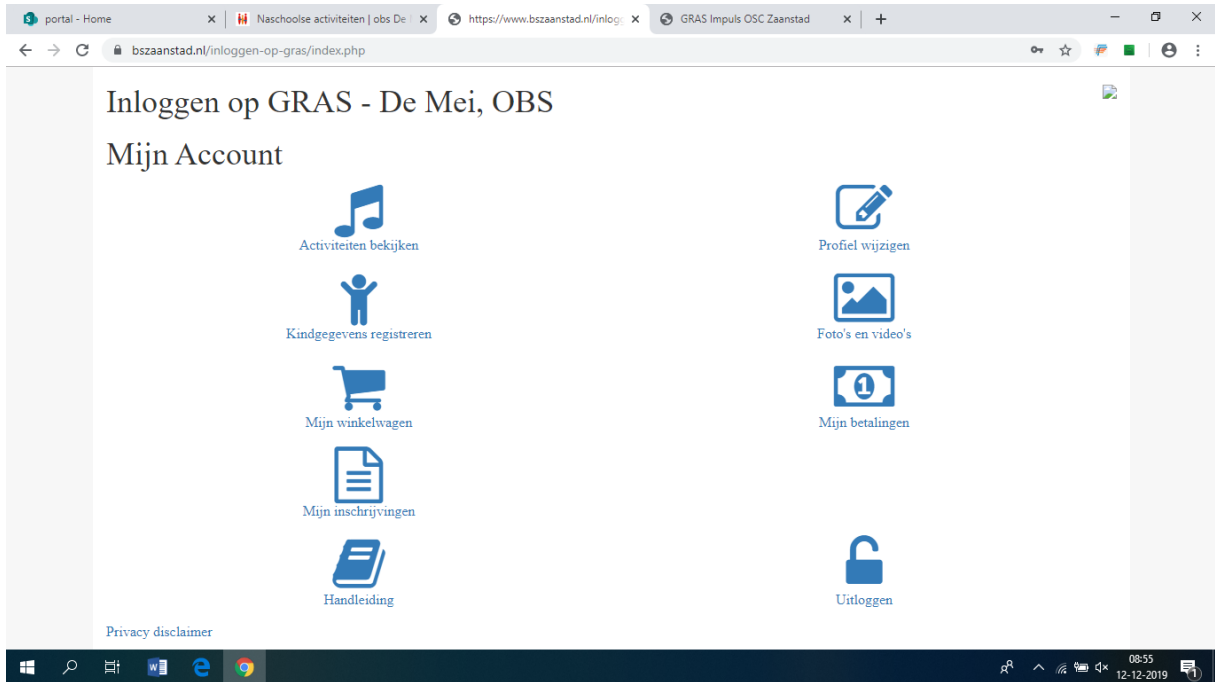 portal - Home
Naschoolse activiteiten | obs De
https://www.bszaanstad.nl/inlog
GRAS Impuls OSC Zaanstad
bszaanstad.nl/inloggen-op-gras/index.php
Inloggen op GRAS - De Mei, OBS
Mijn Account
Activiteiten bekijken
Profiel wijzigen
Kindgegevens registreren
Foto's en video's
1
Mijn winkelwagen
Mijn betalingen
Mijn inschrijvingen
Handleiding
Uitloggen
Privacy disclaimer
08:55
12-12-2019